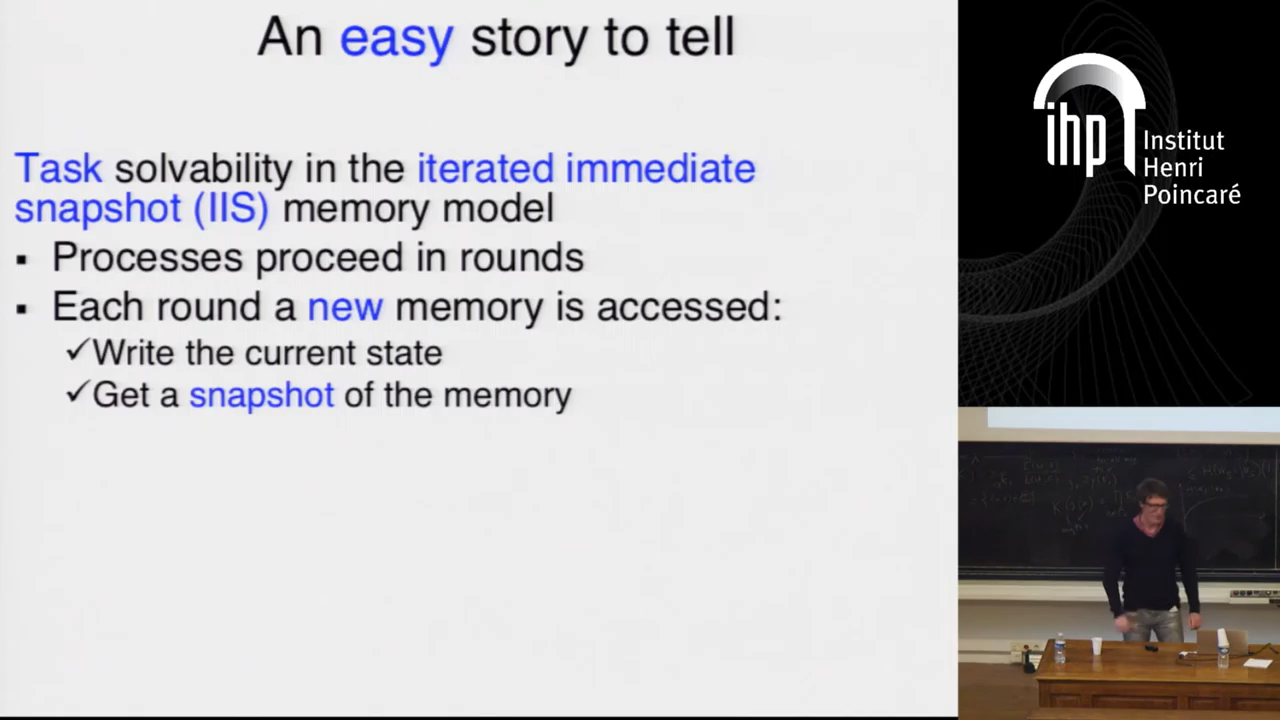 An easy story to tell
Task solvability in the iterated immediate
snapshot (IIS) memory model
▪ Processes proceed in rounds
▪ Each round a new memory is accessed:
✓Write the current state
✓Get a snapshot of the memory
ihp
Institut
Henri
Poincaré